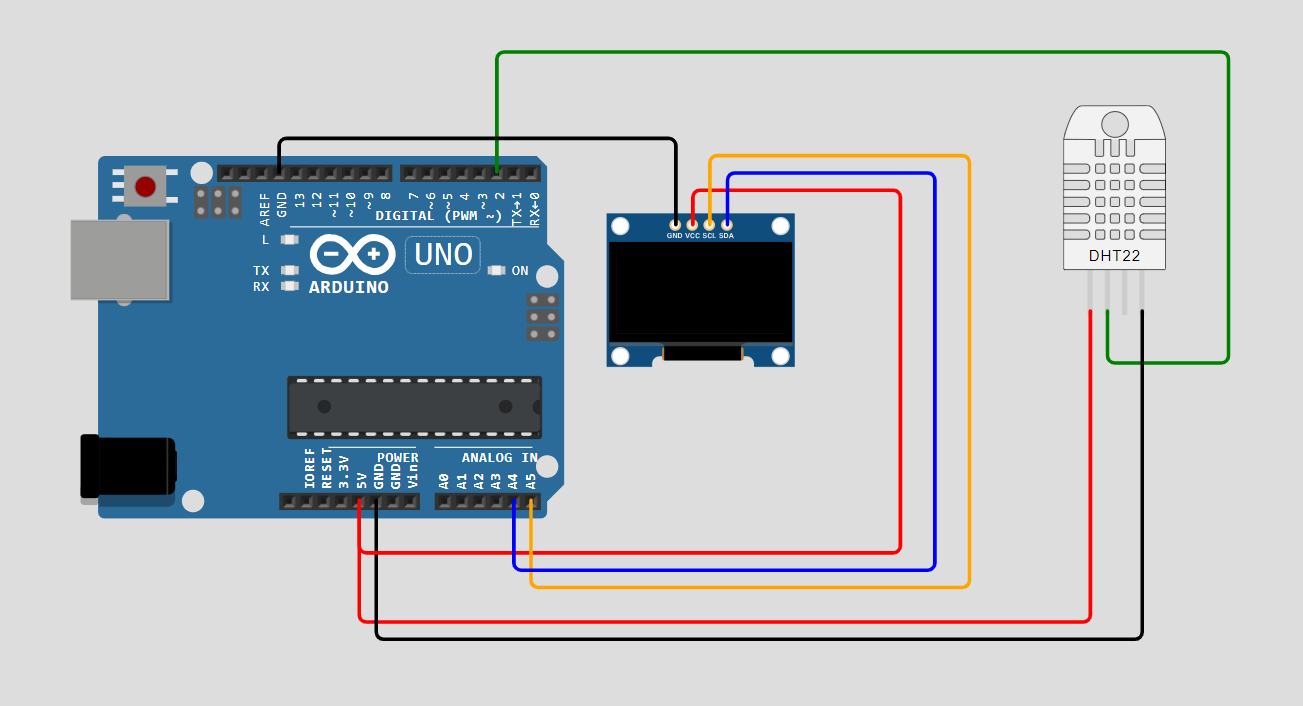 AREF
GND
13
12
~11
~10
~9
8
7
~6
~5
4
~3
2
TX→1
RX←0
DIGITAL (PWM ~)
L
TX
RX
UNO
ON
ARDUINO
GND VCC SCL SDA
DHT22
POWER
ANALOG IN
IOREF
RESET
3.3V
5V
GND
GND
Vin
A0
A1
A2
A3
A4
A5